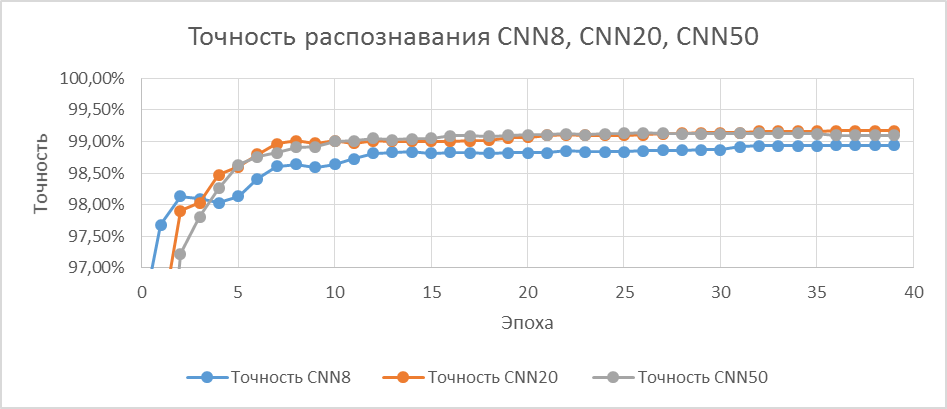 Точность распознавания CNN8, CNN20, CNN50
100,00%
99,50%
99,00%
98,50%
98,00%
97,50%
97,00%
Точность
0 5 10 15 20 25 30 35 40
Эпоха
Точность CNN8 Точность CNN20 Точность CNN50